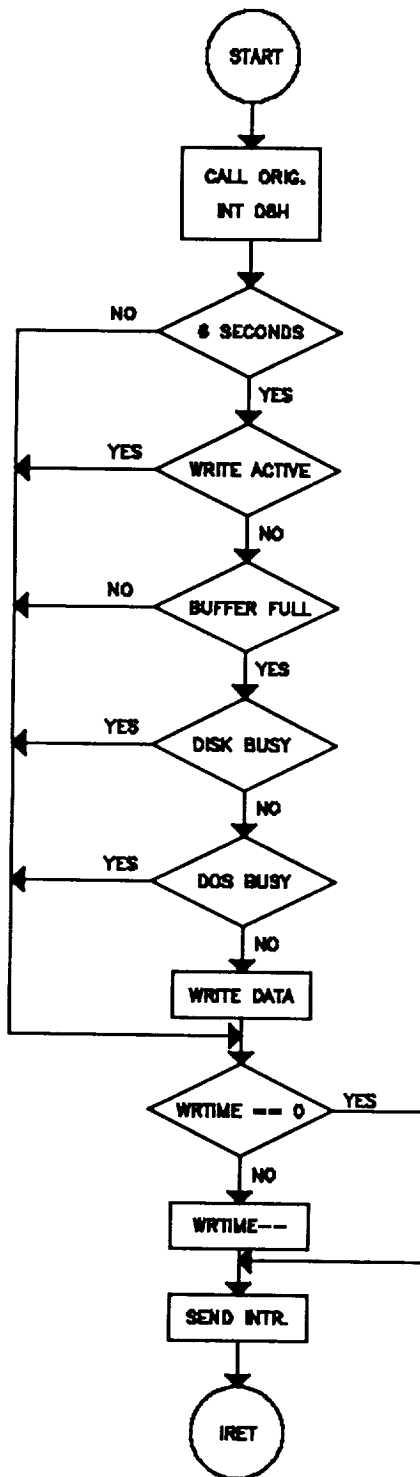 START
CALL ORIG.
INT 08H
NO
6 SECONDS
YES
YES
WRITE ACTIVE
NO
NO
BUFFER FULL
YES
YES
DISK BUSY
NO
YES
DOS BUSY
NO
WRITE DATA
WRTIME == 0
YES
NO
WRTIME--
SEND INTR.
IRET